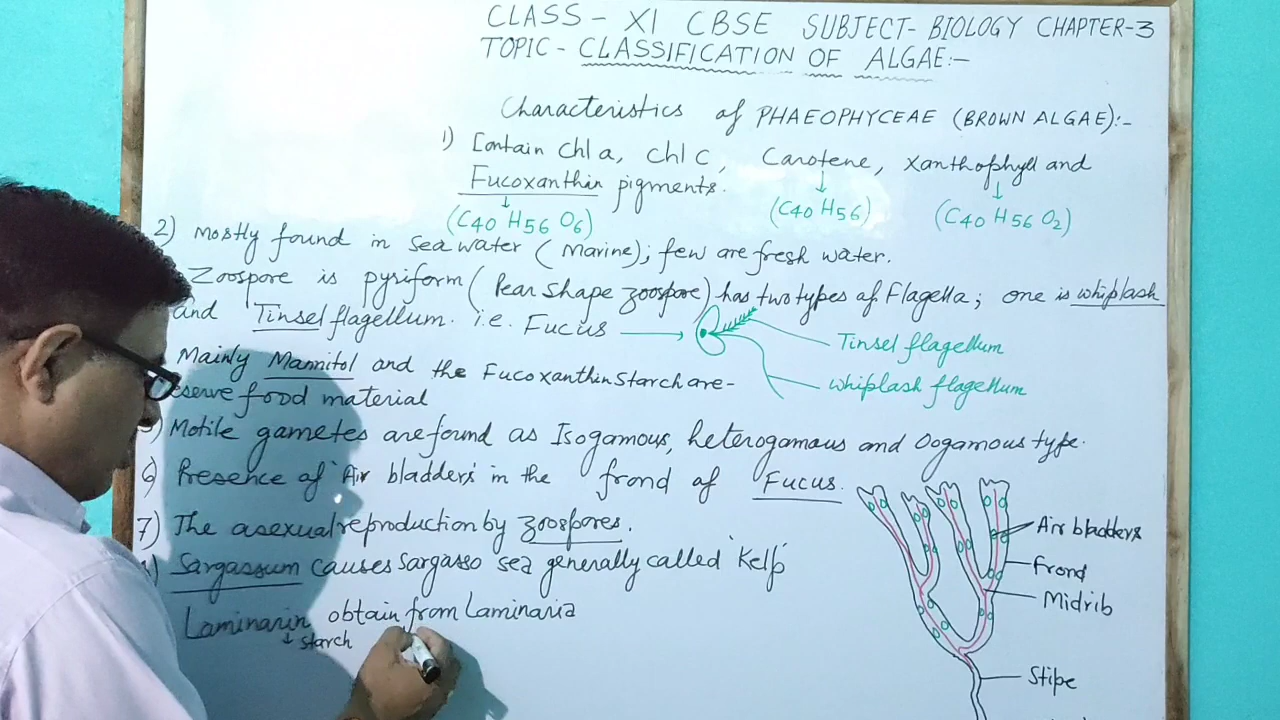 CLASS - XI CBSE SUBJECT- BIOLOGY CHAPTER-3
TOPIC - CLASSIFICATION OF ALGAE:-
Characteristics of PHAEOPHYCEAE (BROWN ALGAE):-
1) Contain chl a, chl c, Carotene, xanthophyll and
Fucoxanthin pigments.
(C40 H56 O6) (C40 H56) (C40 H56 O2)
2) Mostly found in sea water (Marine); few are fresh water.
Zoospore is pyriform (Pear shape zoospore) has two types of Flagella; one is whiplash
and Tinsel flagellum. i.e. Fucus
Tinsel flagellum
whiplash flagellum
Mainly Mannitol and the Fucoxanthin starch are-
serve food material
Motile gametes are found as Isogamous, heterogamous and Oogamous type.
6) Presence of 'Air bladders' in the frond of Fucus.
7) The asexual reproduction by zoospores.
Sargassum causes Sargasso sea generally called 'Kelp'
Laminarin obtain from Laminaria
starch
Air bladders
Frond
Midrib
Stipe